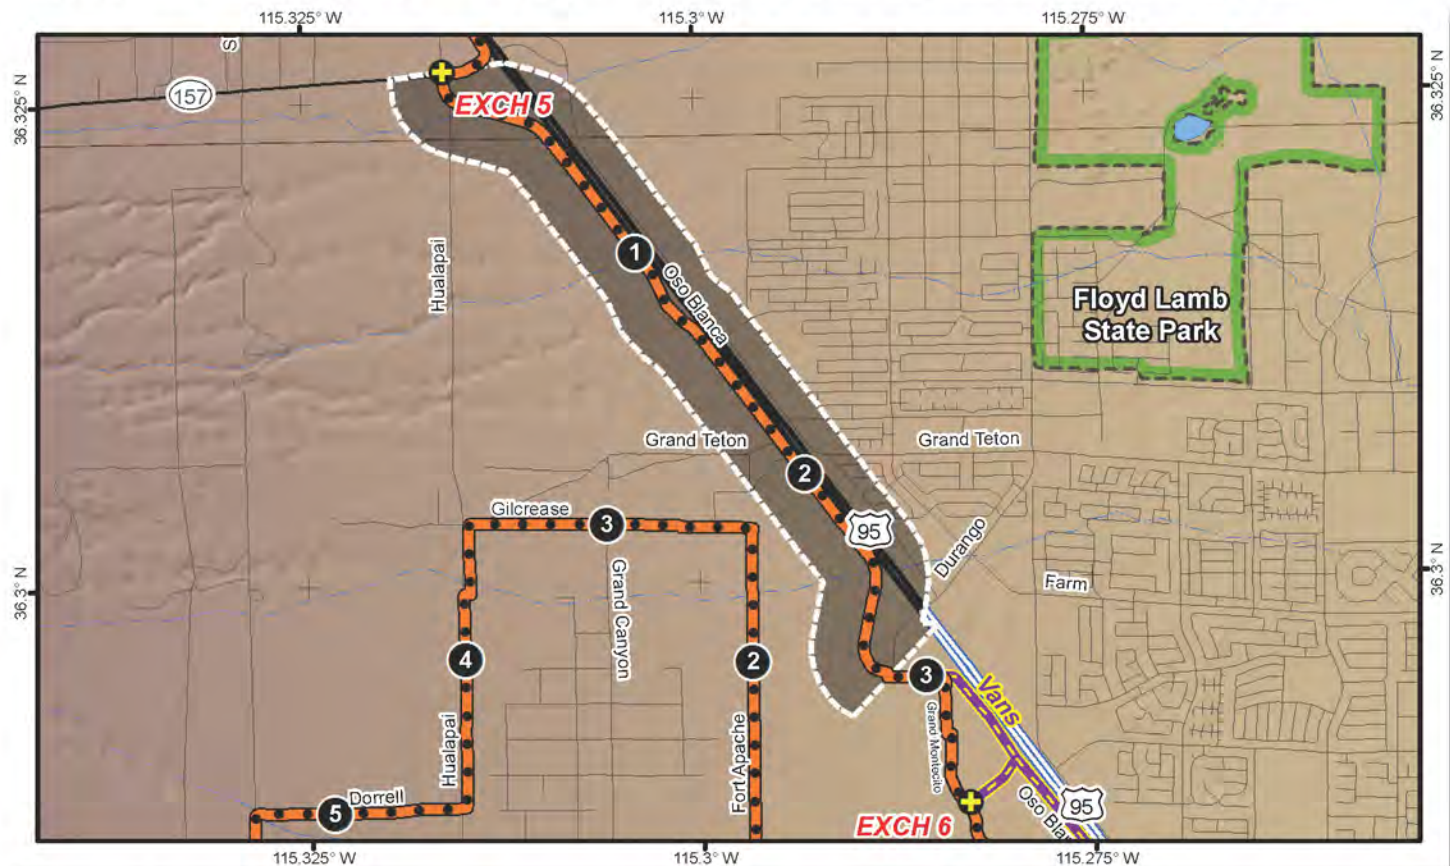 115.325° W
115.3° W
115.275° W
S
36.325° N
36.325° N
157
EXCH 5
Hualapai
1
Oso Blanca
Floyd Lamb
State Park
Grand Teton
Grand Teton
2
Gilcrease
3
95
Durango
Farm
36.3° N
36.3° N
Grand Canyon
4
2
3
Vans
Hualapai
Fort Apache
Grand Montecito
Dorrell
5
EXCH 6
Oso Blan
95
115.325° W
115.3° W
115.275° W